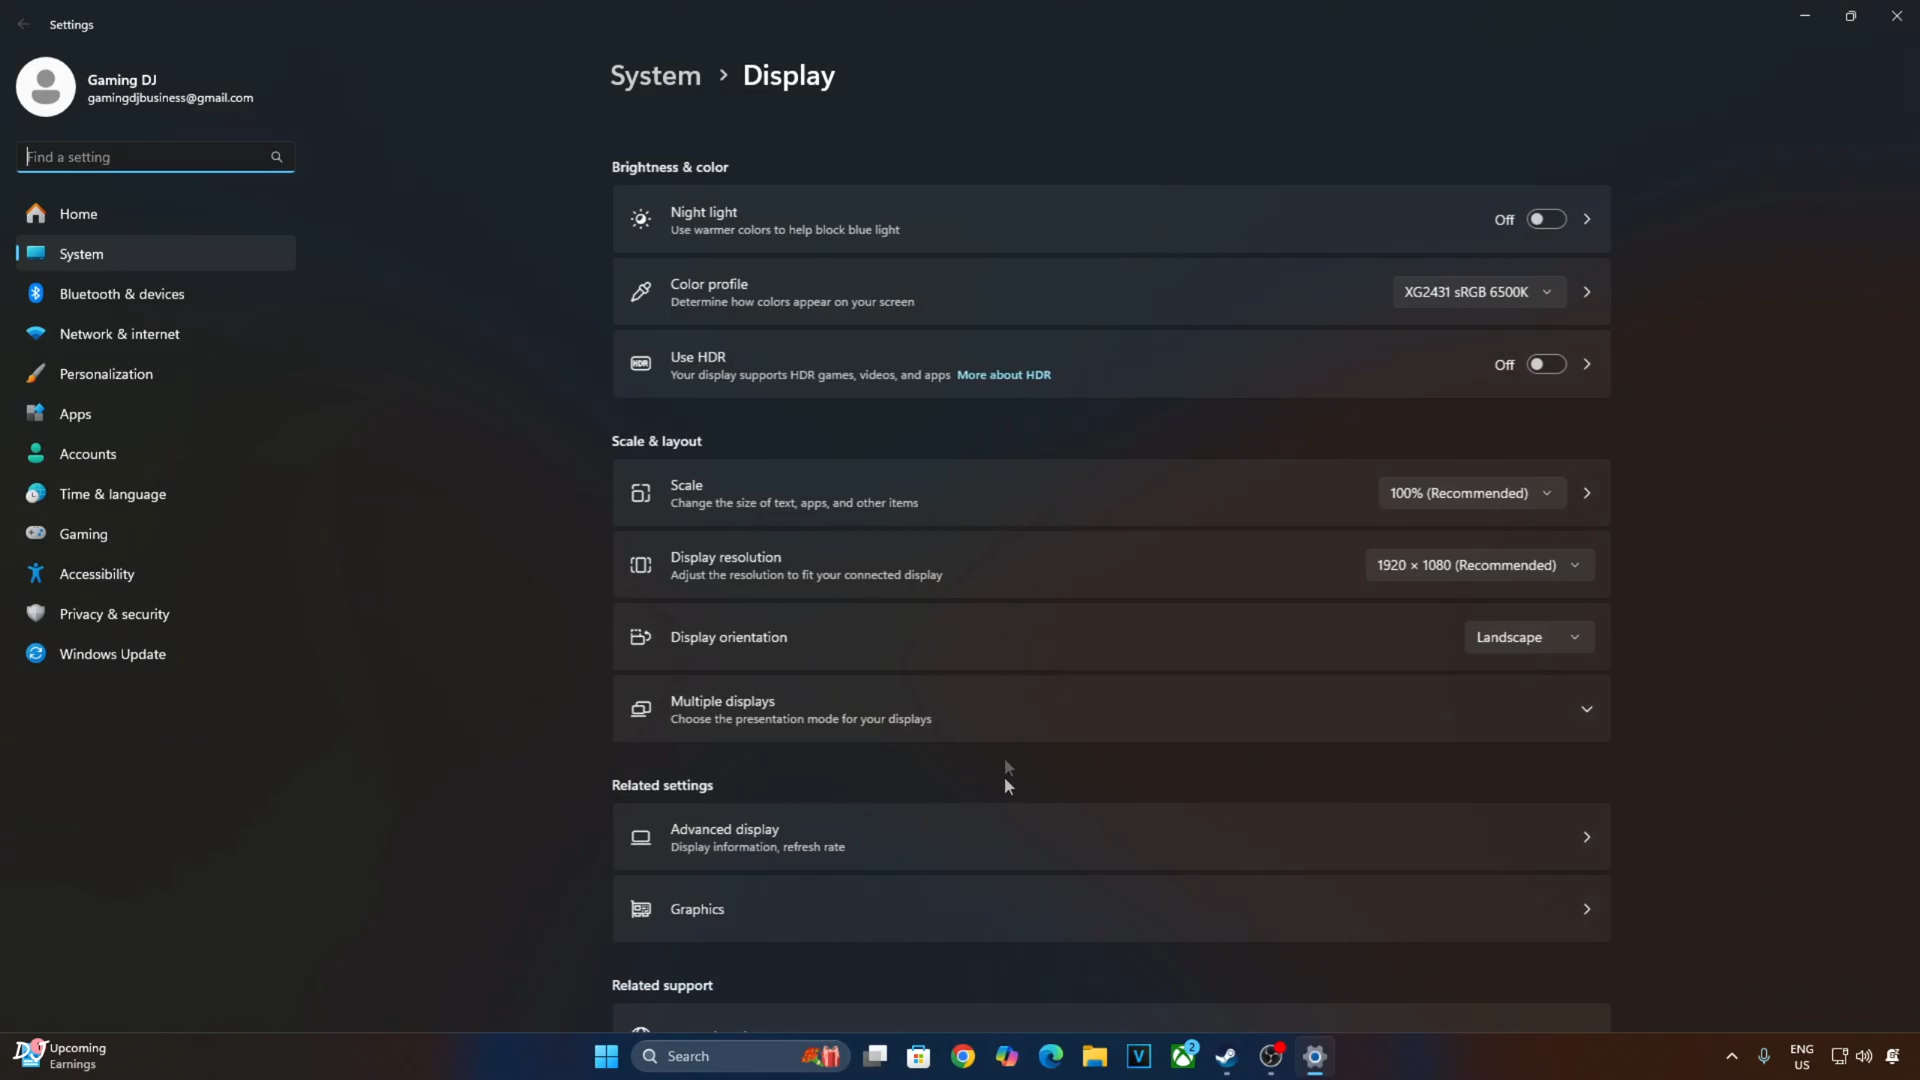 Settings
Gaming DJ
gamingdjbusiness@gmail.com
Find a setting
Home
System
Bluetooth & devices
Network & internet
Personalization
Apps
Accounts
Time & language
Gaming
Accessibility
Privacy & security
Windows Update
System > Display
Brightness & color
Night light
Use warmer colors to help block blue light
Off
Color profile
Determine how colors appear on your screen
XG2431 sRGB 6500K
HDR
Use HDR
Your display supports HDR games, videos, and apps More about HDR
Off
Scale & layout
Scale
Change the size of text, apps, and other items
100% (Recommended)
Display resolution
Adjust the resolution to fit your connected display
1920 × 1080 (Recommended)
Display orientation
Landscape
Multiple displays
Choose the presentation mode for your displays
Related settings
Advanced display
Display information, refresh rate
Graphics
Related support
DJ
Upcoming
Earnings
Search
V
2
ENG
US